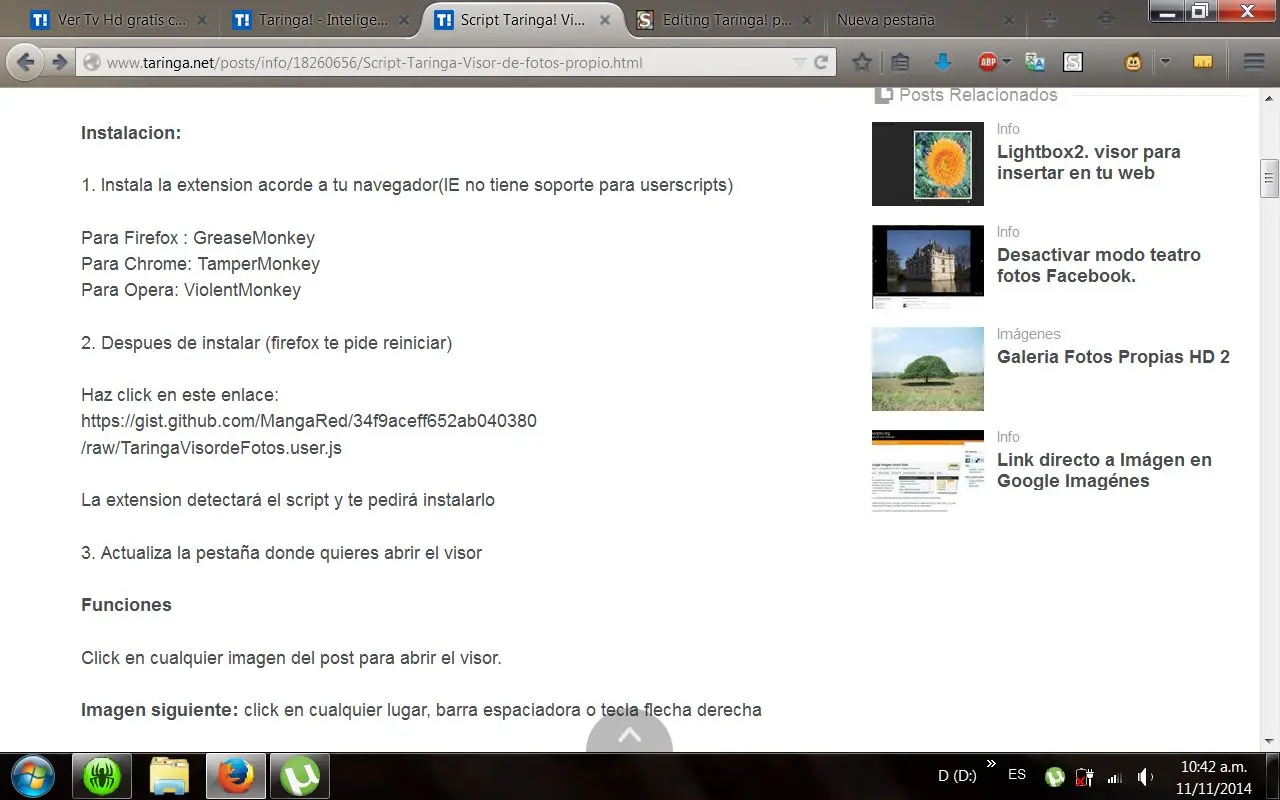 Ver Tv Hd gratis c...
Taringa! - Intelige...
Script Taringa! Vi...
Editing Taringa! p...
Nueva pestaña
www.taringa.net/posts/info/18260656/Script-Taringa-Visor-de-fotos-propio.html
ABP
Instalacion:
1. Instala la extension acorde a tu navegador(IE no tiene soporte para userscripts)
Para Firefox : GreaseMonkey
Para Chrome: TamperMonkey
Para Opera: ViolentMonkey
2. Despues de instalar (firefox te pide reiniciar)
Haz click en este enlace:
https://gist.github.com/MangaRed/34f9aceff652ab040380
/raw/TaringaVisordeFotos.user.js
La extension dectará el script y te pedirá instalarlo
3. Actualiza la pestaña donde quieres abrir el visor
Funciones
Click en cualquier imagen del post para abrir el visor.
Imagen siguiente: click en cualquier lugar, barra espaciadora o tecla flecha derecha
Posts Relacionados
Info
Lightbox2. visor para
insertar en tu web
Info
Desactivar modo teatro
fotos Facebook.
Imágenes
Galeria Fotos Propias HD 2
Info
Link directo a Imágen en
Google Imagénes
D (D:)
ES
10:42 a.m.
11/11/2014